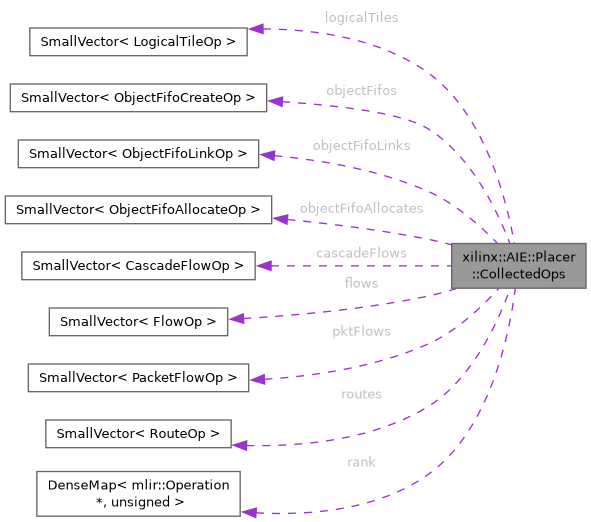 logicalTiles
SmallVector< LogicalTileOp >
objectFifos
SmallVector< ObjectFifoCreateOp >
objectFifoLinks
SmallVector< ObjectFifoLinkOp >
objectFifoAllocates
SmallVector< ObjectFifoAllocateOp >
cascadeFlows
xilinx::AIE::Placer
::CollectedOps
SmallVector< CascadeFlowOp >
flows
SmallVector< FlowOp >
pktFlows
SmallVector< PacketFlowOp >
routes
SmallVector< RouteOp >
rank
DenseMap< mlir::Operation
*, unsigned >